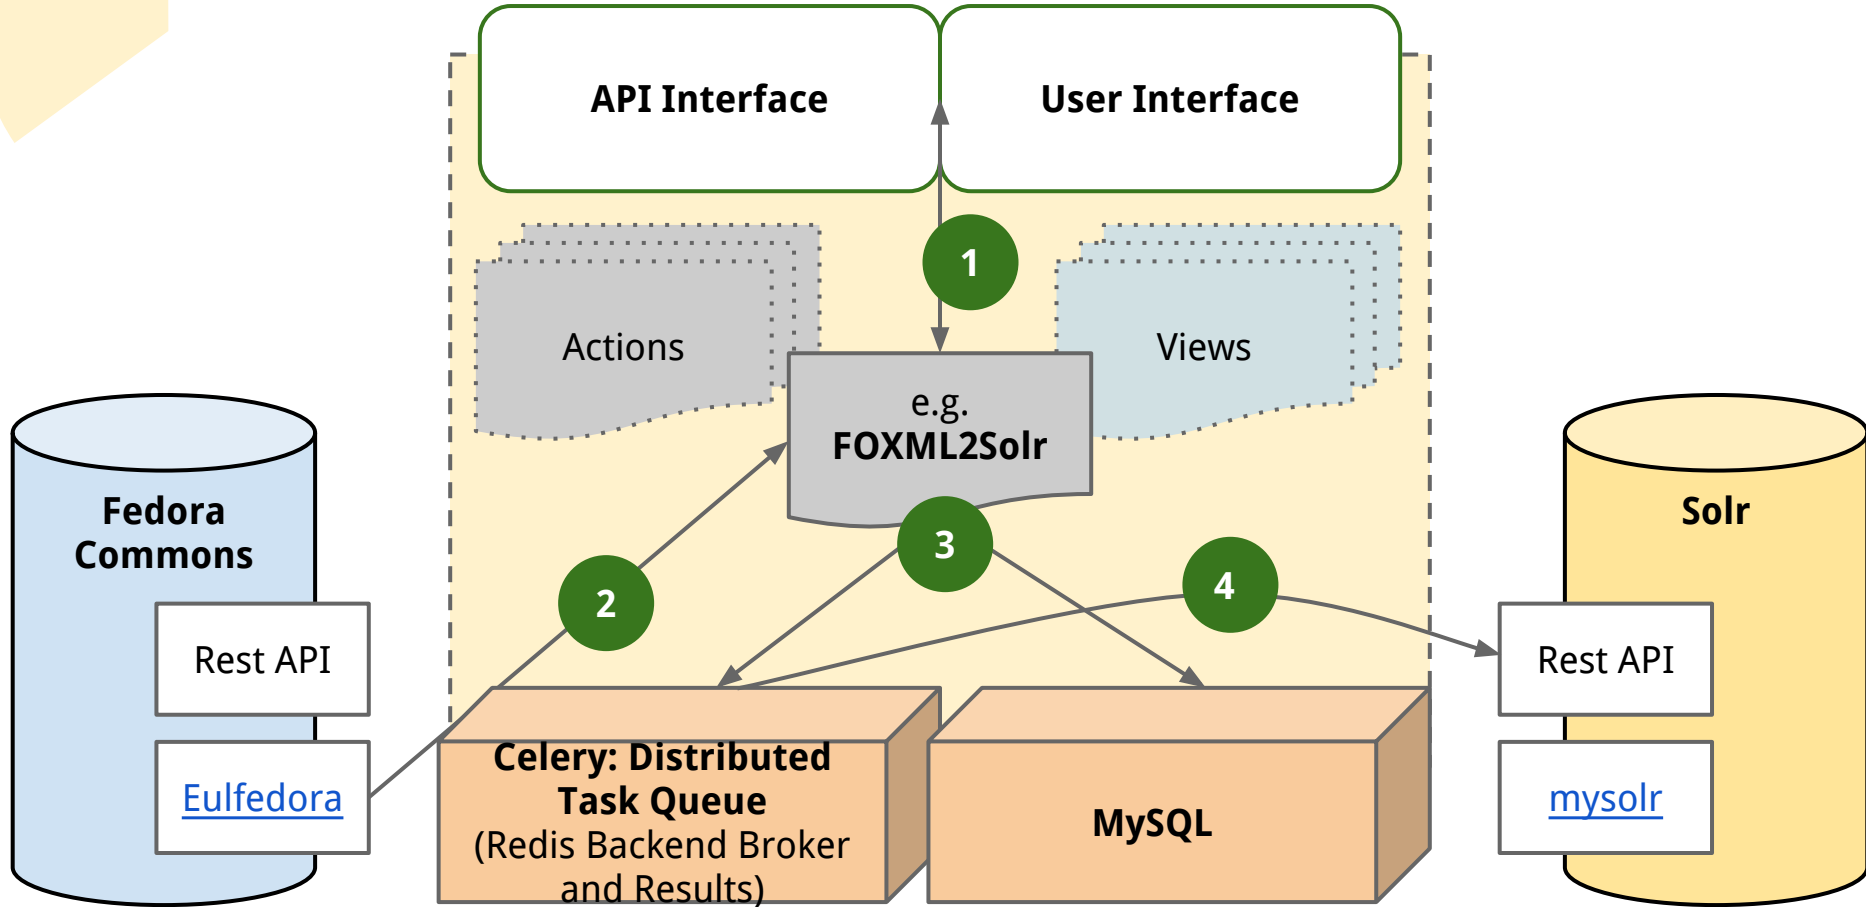 API Interface
User Interface
1
Actions
Views
e.g.
FOXML2Solr
Fedora
Commons
Solr
3
4
2
Rest API
Rest API
Eulfedora
mysolr
Celery: Distributed
Task Queue
(Redis Backend Broker
and Results)
MySQL